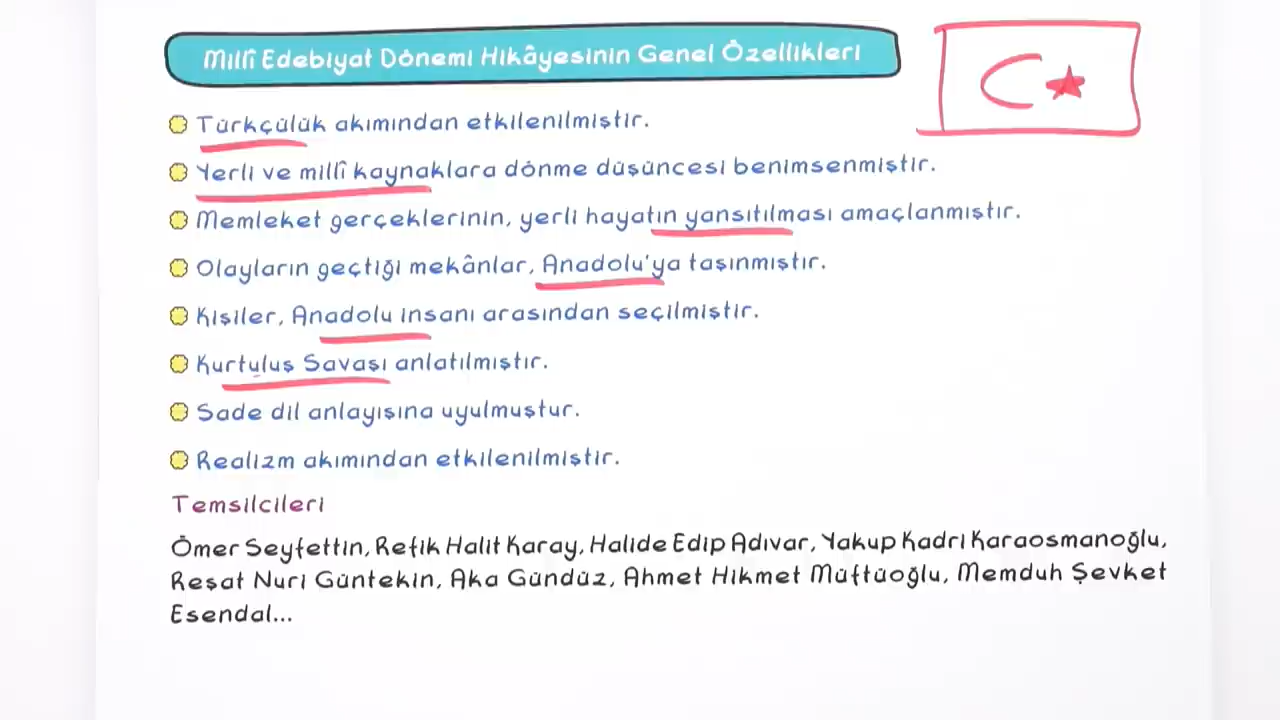 Millî Edebiyat Dönemi Hikâyesinin Genel Özellikleri
Türkçülük akımından etkilenilmiştir.
Yerli ve millî kaynaklara dönme düşüncesi benimsenmiştir.
Memleket gerçeklerinin, yerli hayatın yansıtılması amaçlanmıştır.
Olayların geçtiği mekânlar, Anadolu'ya taşınmıştır.
Kişiler, Anadolu insanı arasından seçilmiştir.
Kurtuluş Savaşı anlatılmıştır.
Sade dil anlayışına uyulmuştur.
Realizm akımından etkilenilmiştir.
Temsilcileri
Ömer Seyfettin, Refik Halit Karay, Halide Edip Adıvar, Yakup Kadri Karaosmanoğlu,
Reşat Nuri Güntekin, Aka Gündüz, Ahmet Hikmet Müftüoğlu, Memduh Şevket
Esendal...